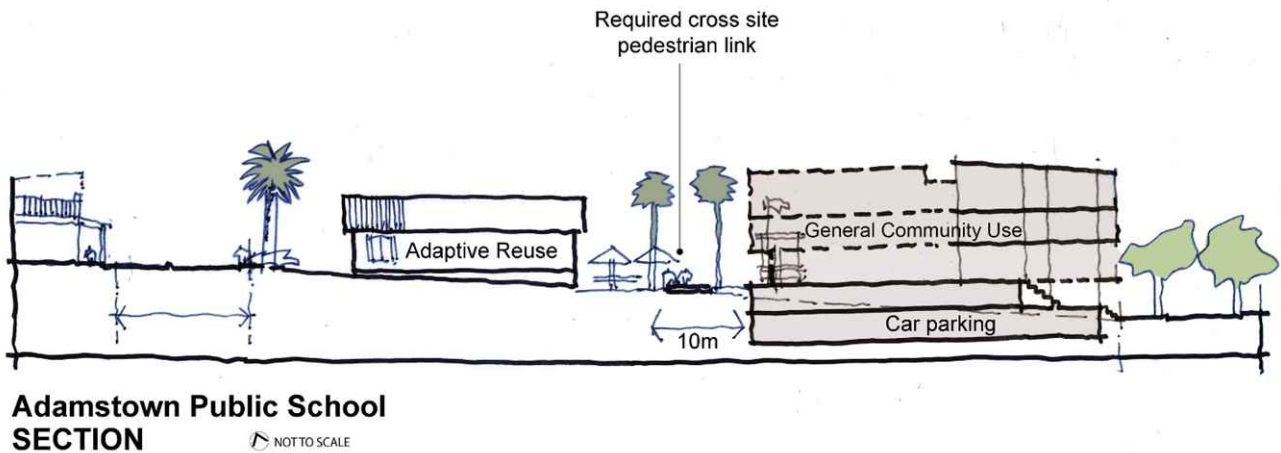 Required cross site
pedestrian link
Adaptive Reuse
General Community Use
Car parking
10m
Adamstown Public School
SECTION
NOT TO SCALE